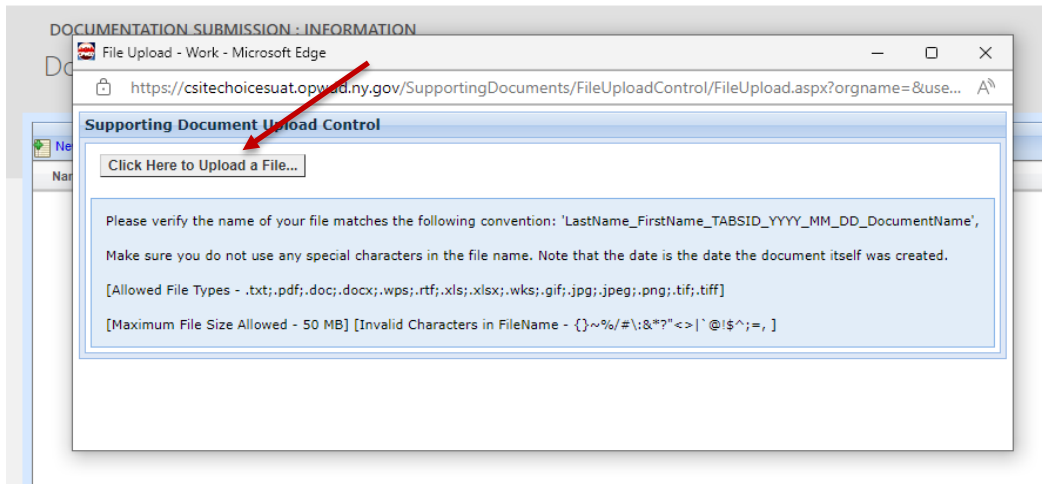 DOCUMENTATION SUBMISSION : INFORMATION
File Upload - Work - Microsoft Edge
https://csitechoicesuat.opwdd.ny.gov/SupportingDocuments/FileUploadControl/FileUpload.aspx?orgname=&use...
Supporting Document Upload Control
Click Here to Upload a File...
Please verify the name of your file matches the following convention: 'LastName_FirstName_TABSID_YYYY_MM_DD_DocumentName',
Make sure you do not use any special characters in the file name. Note that the date is the date the document itself was created.
[Allowed File Types - .txt;.pdf;.doc;.docx;.wps;.rtf;.xls;.xlsx;.wks;.gif;.jpg;.jpeg;.png;.tif;.tiff]
[Maximum File Size Allowed - 50 MB] [Invalid Characters in FileName - {}~%/#\:&*?"<>|`@!$^;=, ]